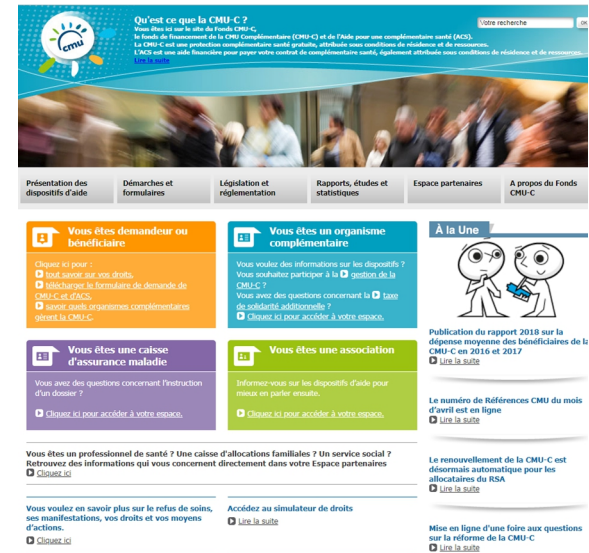 cmu
Qu'est ce que la CMU-C ?
Vous êtes ici sur le site du Fonds CMU-C,
le fonds de financement de la CMU Complémentaire (CMU-C) et de l'Aide pour une complémentaire santé (ACS).
La CMU-C est une protection complémentaire santé gratuite, attribuée sous conditions de résidence et de ressources.
L'ACS est une aide financière pour payer votre contrat de complémentaire santé, également attribuée sous conditions de résidence et de ressources.
Lire la suite
Votre recherche
OK
Présentation des
dispositifs d'aide
Démarches et
formulaires
Législation et
réglementation
Rapports, études et
statistiques
Espace partenaires
A propos du Fonds
CMU-C
Vous êtes demandeur ou
bénéficiaire
Cliquez ici pour :
tout savoir sur vos droits.
télécharger le formulaire de demande de
CMU-C et d'ACS.
savoir quels organismes complémentaires
gèrent la CMU-C.
Vous êtes un organisme
complémentaire
Vous voulez des informations sur les dispositifs ?
Vous souhaitez participer à la gestion de la
CMU-C ?
Vous avez des questions concernant la taxe
de solidarité additionnelle ?
Cliquez ici pour accéder à votre espace.
Vous êtes une caisse
d'assurance maladie
Vous avez des questions concernant l'instruction
d'un dossier ?
Cliquez ici pour accéder à votre espace.
Vous êtes une association
Informez-vous sur les dispositifs d'aide pour
mieux en parler ensuite.
Cliquez ici pour accéder à votre espace.
Vous êtes un professionnel de santé ? Une caisse d'allocations familiales ? Un service social ?
Retrouvez des informations qui vous concernent directement dans votre Espace partenaires
Cliquez ici
Vous voulez en savoir plus sur le refus de soins,
ses manifestations, vos droits et vos moyens
d'actions.
Cliquez ici
Accédez au simulateur de droits
Lire la suite
À la Une
Publication du rapport 2018 sur la
dépense moyenne des bénéficiaires de la
CMU-C en 2016 et 2017
Lire la suite
Le numéro de Références CMU du mois
d'avril est en ligne
Lire la suite
Le renouvellement de la CMU-C est
désormais automatique pour les
allocataires du RSA
Lire la suite
Mise en ligne d'une foire aux questions
sur la réforme de la CMU-C
Lire la suite